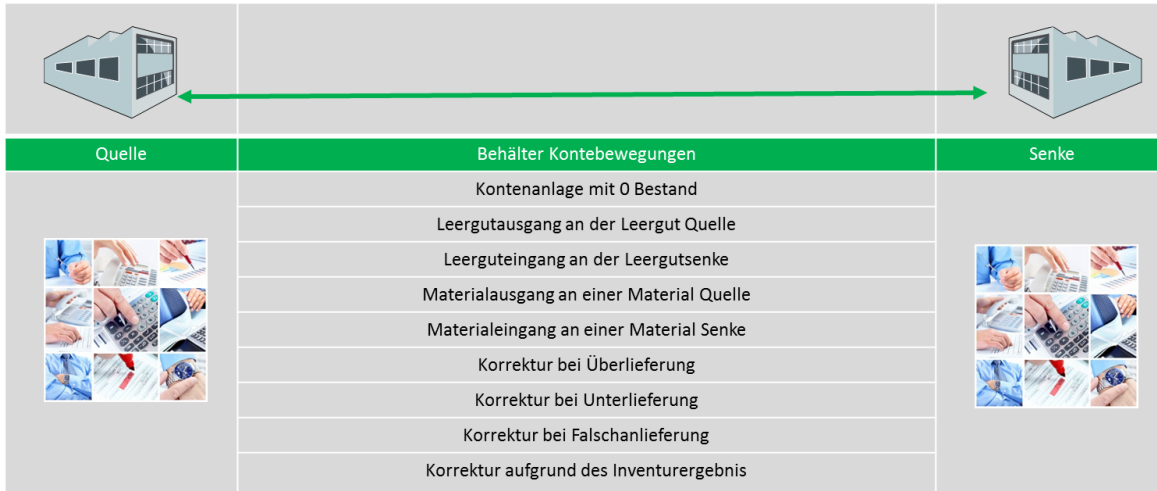 Quelle
Behälter Kontebewegungen
Senke
Kontenanlage mit 0 Bestand
Leergutausgang an der Leergut Quelle
Leerguteingang an der Leergutsenke
Materialausgang an einer Material Quelle
Materialeingang an einer Material Senke
Korrektur bei Überlieferung
Korrektur bei Unterlieferung
Korrektur bei Falschanlieferung
Korrektur aufgrund des Inventurergebnis